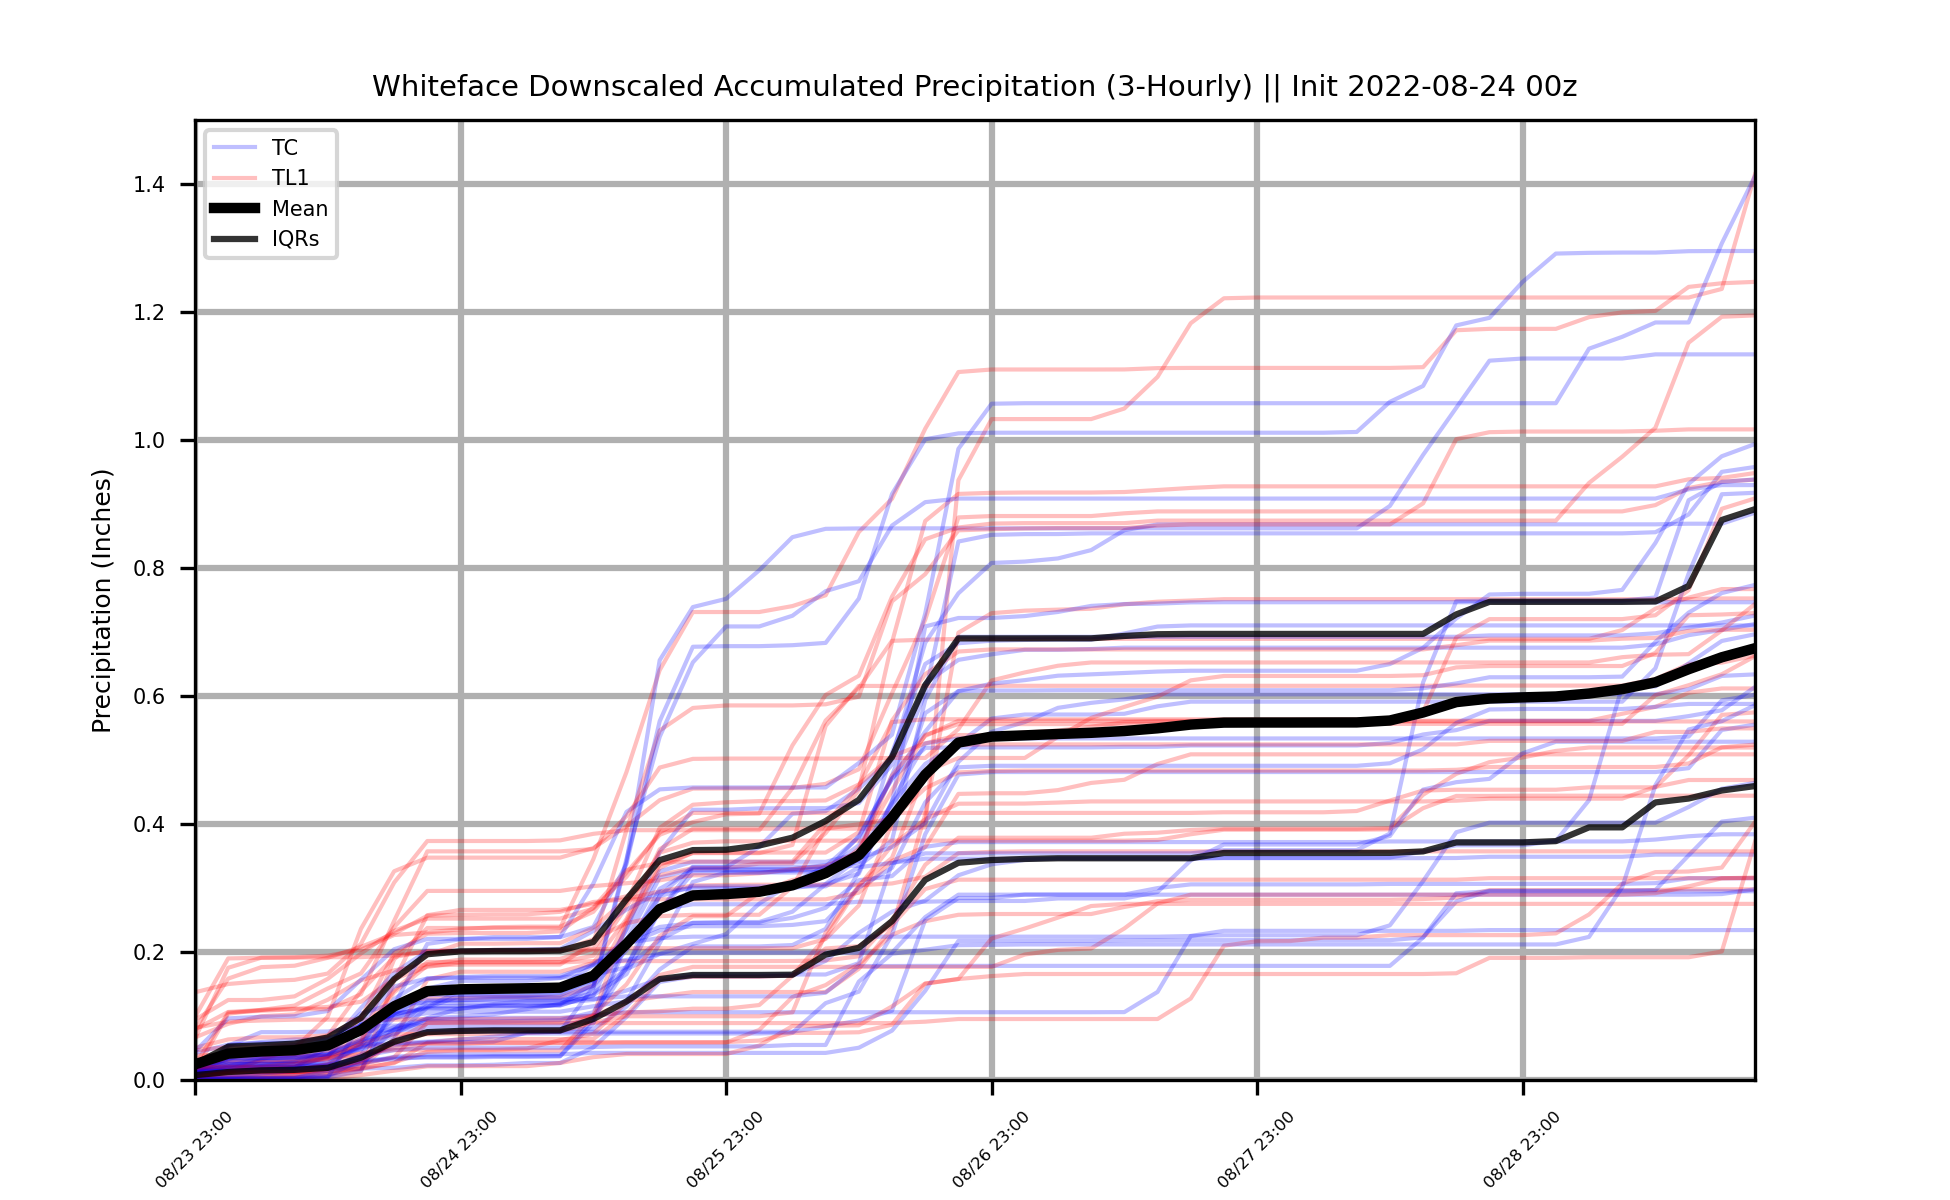 Whiteface Downscaled Accumulated Precipitation (3-Hourly) || Init 2022-08-24 00z
TC
TL1
Mean
IQRs
Precipitation (Inches)
1.4
1.2
1.0
0.8
0.6
0.4
0.2
0.0
08/23 23:00
08/24 23:00
08/25 23:00
08/26 23:00
08/27 23:00
08/28 23:00